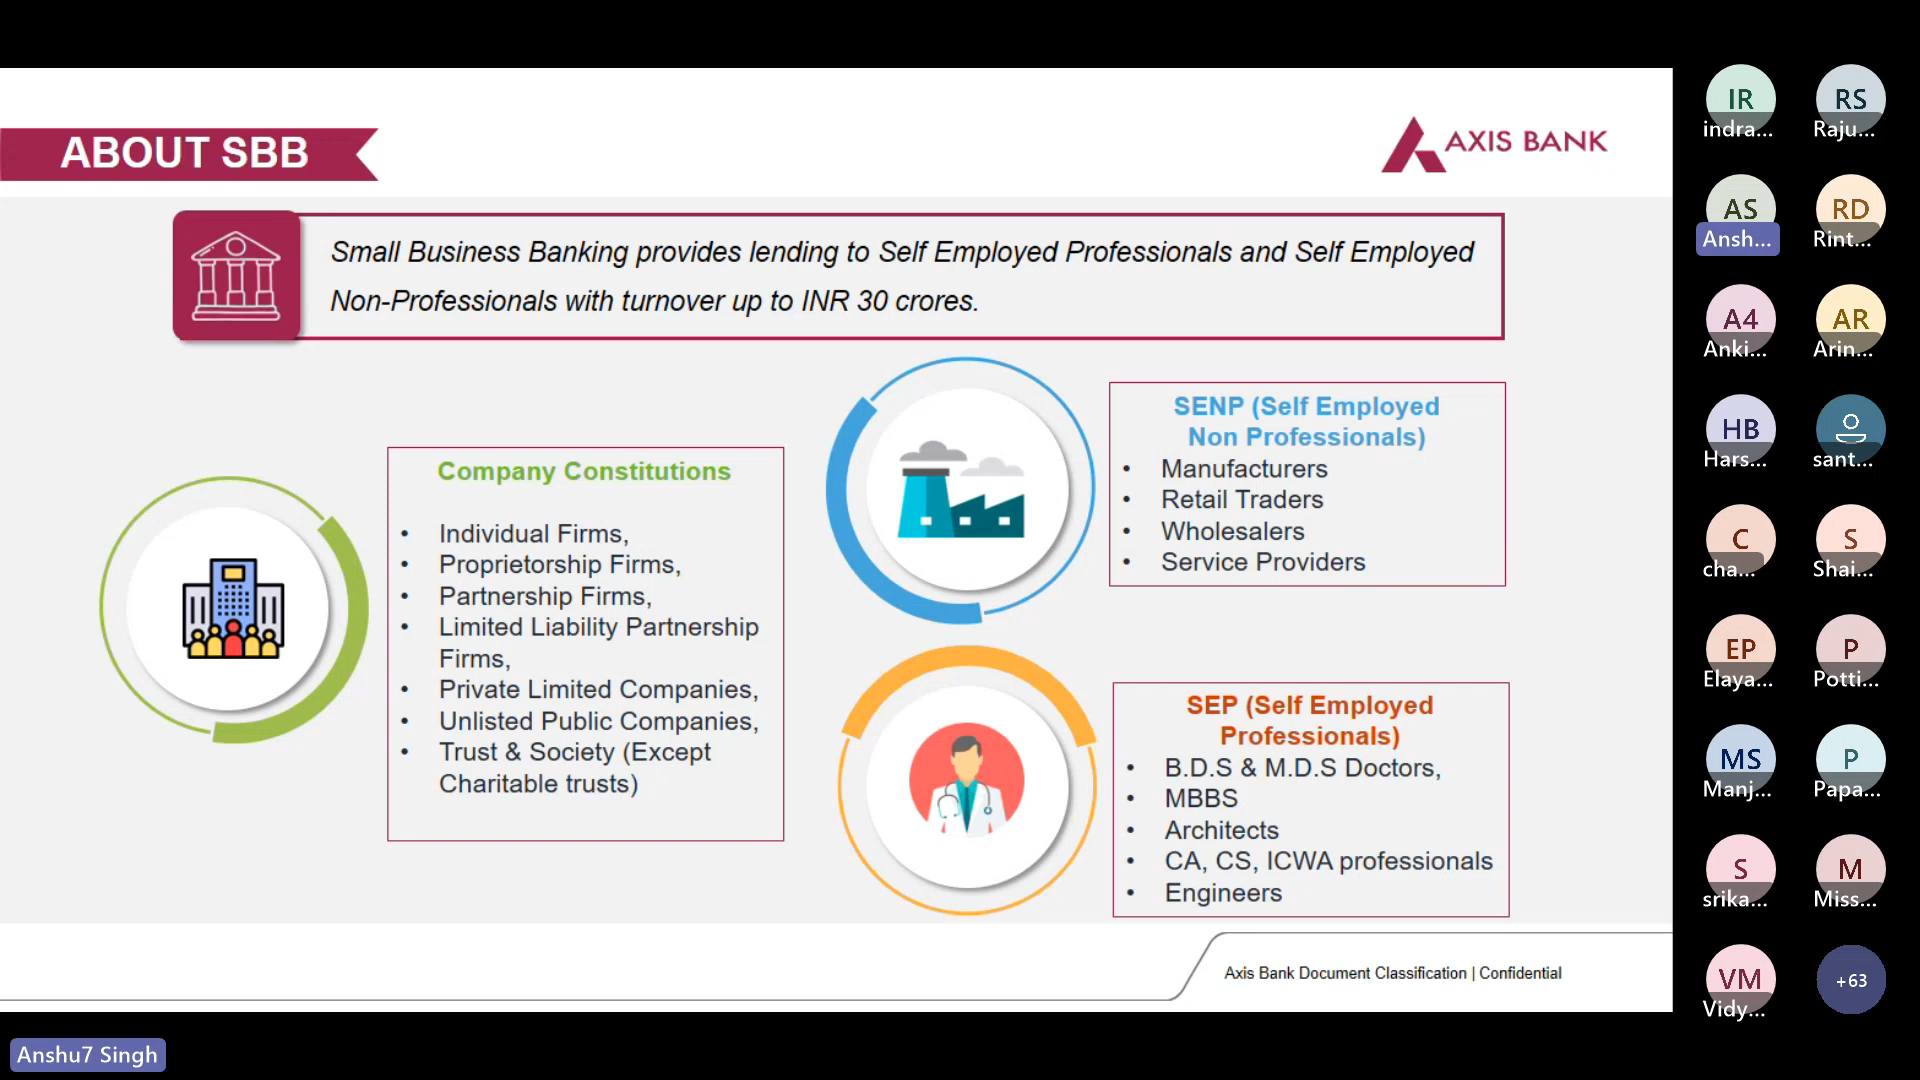 ABOUT SBB
AXIS BANK
Small Business Banking provides lending to Self Employed Professionals and Self Employed
Non-Professionals with turnover up to INR 30 crores.
Company Constitutions
• Individual Firms,
• Proprietorship Firms,
• Partnership Firms,
• Limited Liability Partnership
Firms,
• Private Limited Companies,
• Unlisted Public Companies,
• Trust & Society (Except
Charitable trusts)
SENP (Self Employed
Non Professionals)
• Manufacturers
• Retail Traders
• Wholesalers
• Service Providers
SEP (Self Employed
Professionals)
• B.D.S & M.D.S Doctors,
• MBBS
• Architects
• CA, CS, ICWA professionals
• Engineers
Axis Bank Document Classification | Confidential
Anshu7 Singh
IR RS
indra... Raju...
AS RD
Ansh... Rint...
A4 AR
Anki... Arin...
HB
Hars... sant...
C S
cha... Shai...
EP P
Elaya... Potti...
MS P
Manj... Papa...
S M
srika... Miss...
VM +63
Vidy...